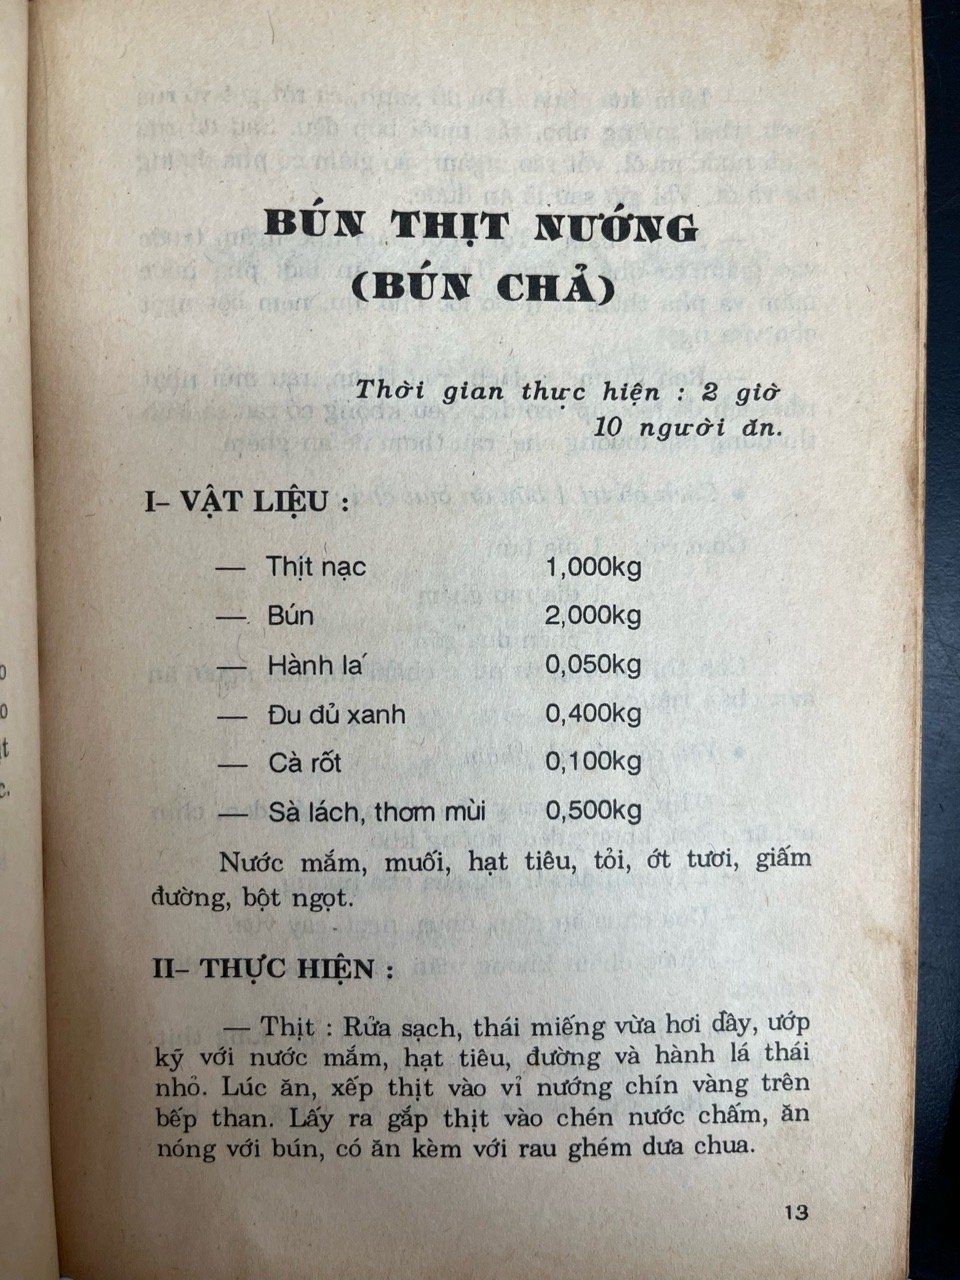 BÚN THỊT NƯỚNG
(BÚN CHẢ)
Thời gian thực hiện : 2 giờ
10 người ăn.
I– VẬT LIỆU :
— Thịt nạc 1,000kg
— Bún 2,000kg
— Hành lá 0,050kg
— Đu đủ xanh 0,400kg
— Cà rốt 0,100kg
— Sà lách, thơm mùi 0,500kg
Nước mắm, muối, hạt tiêu, tỏi, ớt tươi, giấm
đường, bột ngọt.
II– THỰC HIỆN :
— Thịt : Rửa sạch, thái miếng vừa hơi dầy, ướp
kỹ với nước mắm, hạt tiêu, đường và hành lá thái
nhỏ. Lúc ăn, xếp thịt vào vỉ nướng chín vàng trên
bếp than. Lấy ra gắp thịt vào chén nước chấm, ăn
nóng với bún, có ăn kèm với rau ghém dưa chua.
13